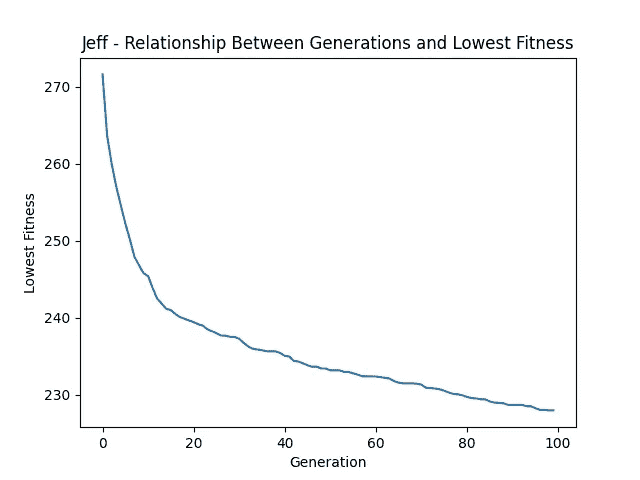 Jeff - Relationship Between Generations and Lowest Fitness
270
260
250
240
230
Lowest Fitness
0 20 40 60 80 100
Generation